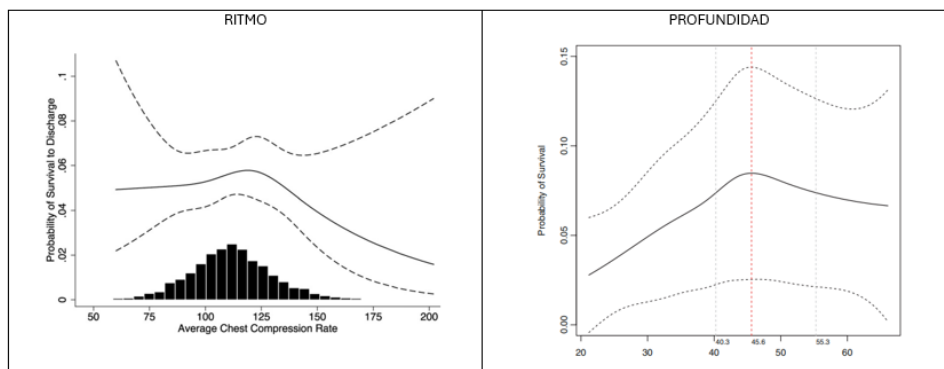 RITMO
Probability of Survival to Discharge
.1
.08
.06
.04
.02
0
50 75 100 125 150 175 200
Average Chest Compression Rate
PROFUNDIDAD
Probability of Survival
0.15
0.10
0.05
0.00
40.3 45.6 55.3
20 30 40 50 60